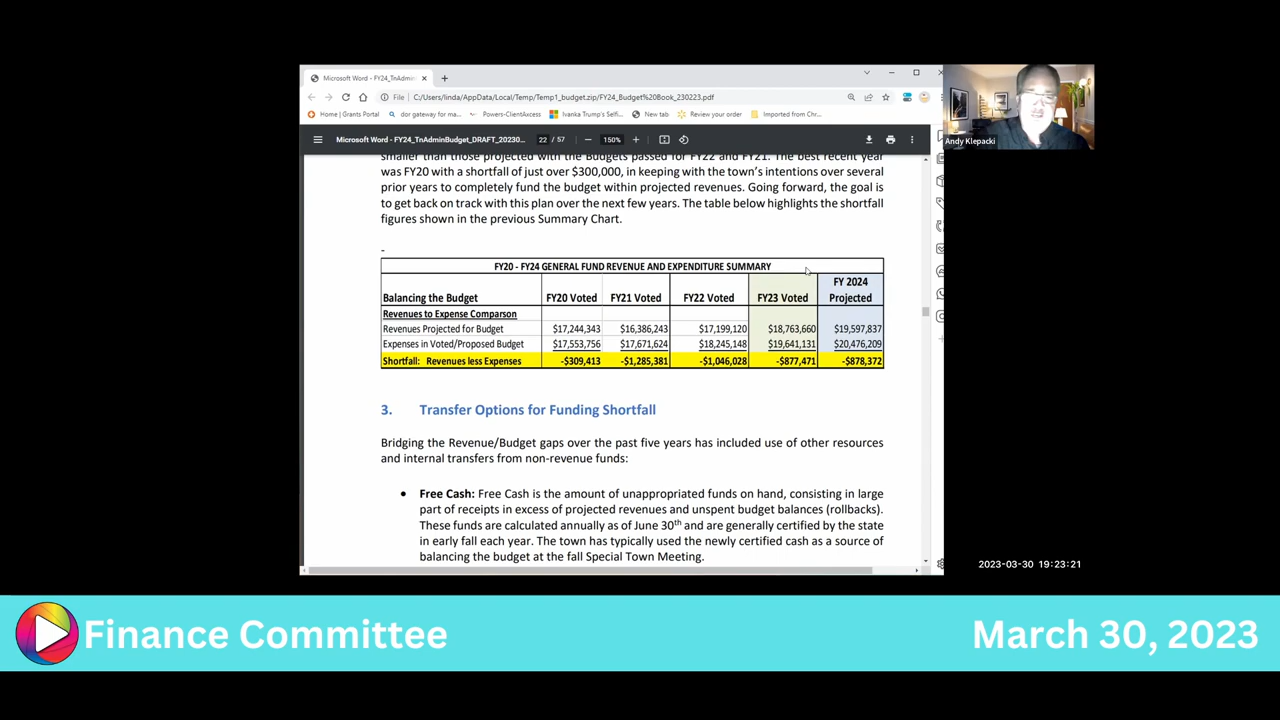 Microsoft Word - FY24_TnAdmin
File
C:/Users/linda/AppData/Local/Temp/Temp1_budget.zip/FY24_Budget%20Book_230223.pdf
Home | Grants Portal
dor gateway for ma...
Powers-ClientAxcess
Ivanka Trump's Selfi...
New tab
Review your order
Imported from Chr...
Microsoft Word - FY24_TnAdminBudget_DRAFT_20230...
22 / 57
150%
Andy Klepacki
smaller than those projected with the Budgets passed for FY22 and FY21. The best recent year
was FY20 with a shortfall of just over $300,000, in keeping with the town's intentions over several
prior years to completely fund the budget within projected revenues. Going forward, the goal is
to get back on track with this plan over the next few years. The table below highlights the shortfall
figures shown in the previous Summary Chart.
FY20 - FY24 GENERAL FUND REVENUE AND EXPENDITURE SUMMARY
Balancing the Budget FY20 Voted FY21 Voted FY22 Voted FY23 Voted FY 2024 Projected
Revenues to Expense Comparson
Revenues Projected for Budget $17,244,343 $16,386,243 $17,199,120 $18,763,660 $19,597,837
Expenses in Voted/Proposed Budget $17,553,756 $17,671,624 $18,245,148 $19,641,131 $20,476,209
Shortfall: Revenues less Expenses -$309,413 -$1,285,381 -$1,046,028 -$877,471 -$878,372
3. Transfer Options for Funding Shortfall
Bridging the Revenue/Budget gaps over the past five years has included use of other resources
and internal transfers from non-revenue funds:
• Free Cash: Free Cash is the amount of unappropriated funds on hand, consisting in large
part of receipts in excess of projected revenues and unspent budget balances (rollbacks).
These funds are calculated annually as of June 30th and are generally certified by the state
in early fall each year. The town has typically used the newly certified cash as a source of
balancing the budget at the fall Special Town Meeting.
2023-03-30 19:23:21
Finance Committee
March 30, 2023